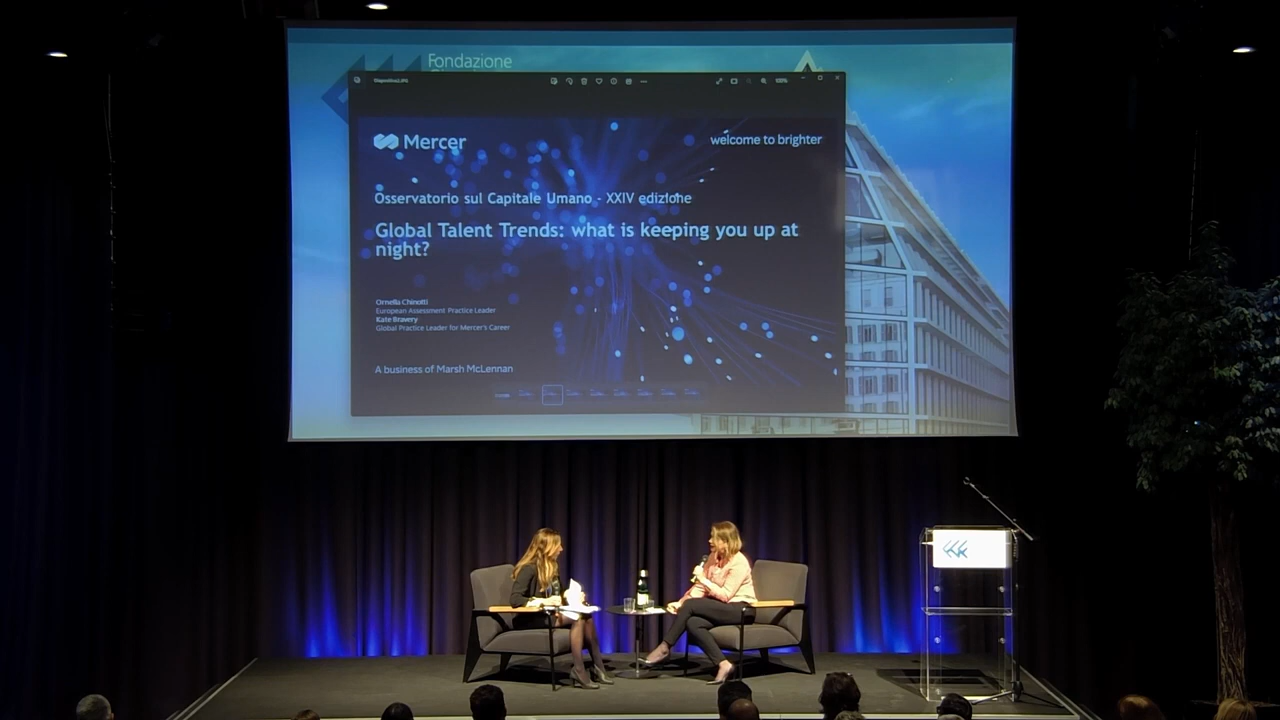 Fondazione
Mercer
welcome to brighter
Osservatorio sul Capitale Umano - XXIV edizione
Global Talent Trends: what is keeping you up at
night?
Ornella Chinotti
European Assessment Practice Leader
Kate Bravery
Global Practice Leader for Mercer's Career
A business of Marsh McLennan